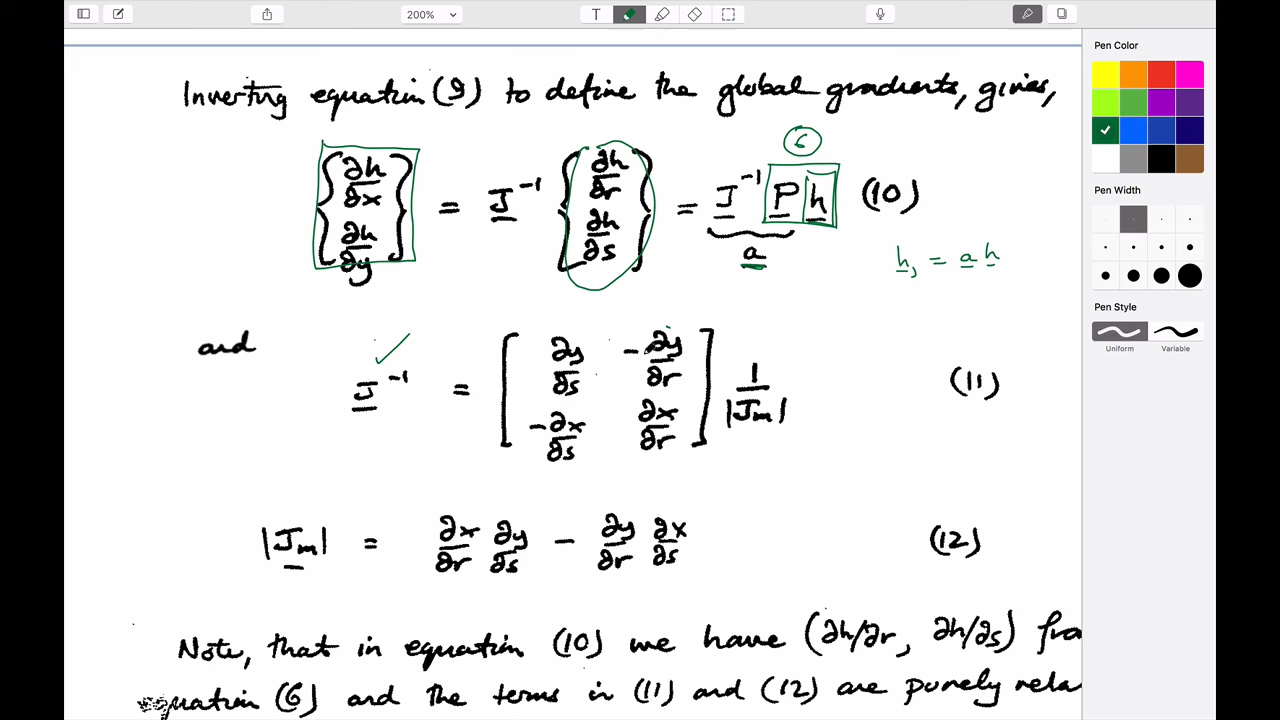 200%
T
Pen Color
Inverting equation (9) to define the global gradients, gives,
6
{∂h/∂x ∂h/∂y} = J⁻¹ {∂h/∂r ∂h/∂s} = J⁻¹ P h (10)
a
h, = a h
Pen Width
Pen Style
Uniform Variable
and
J⁻¹ = [∂y/∂s -∂y/∂r -∂x/∂s ∂x/∂r] 1/|Jm| (11)
|Jm| = ∂x/∂r ∂y/∂s - ∂y/∂r ∂x/∂s (12)
Note, that in equation (10) we have (∂h/∂r, ∂h/∂s) fro
equation (6) and the terms in (11) and (12) are purely rela